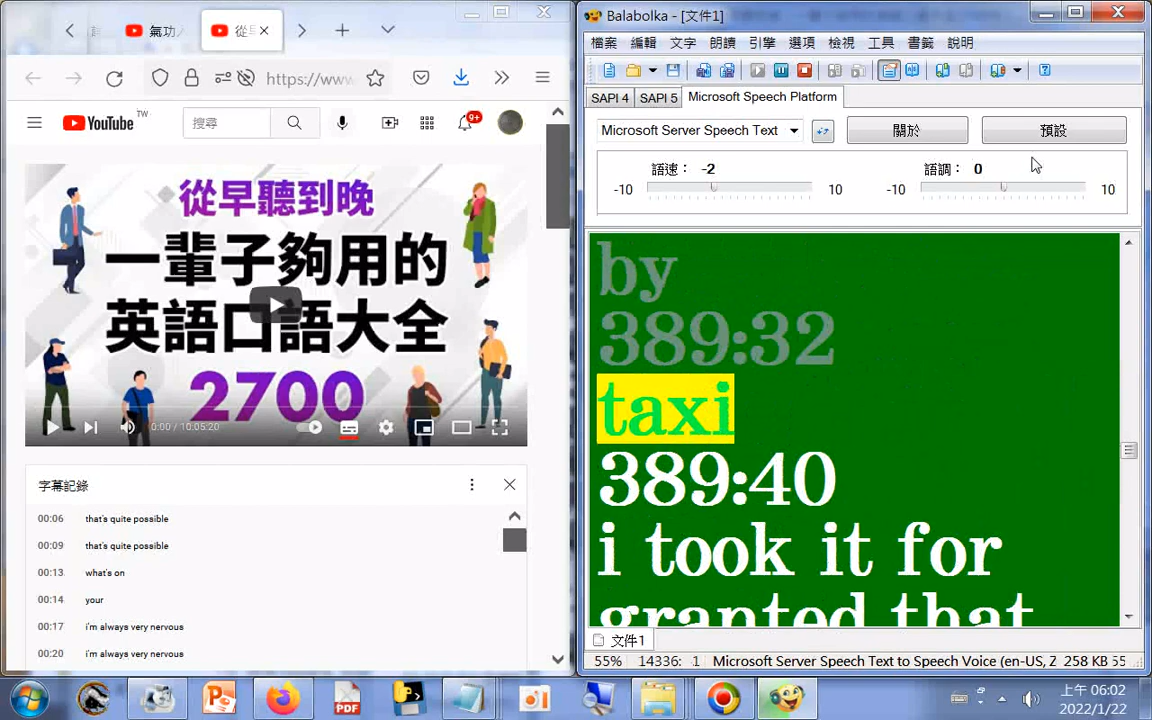 氣功
從
https://www
YouTube TW
搜尋
9+
從早聽到晚
一輩子夠用的
英語口語大全
2700
0:00 / 10:05:20
字幕記錄
00:06 that's quite possible
00:09 that's quite possible
00:13 what's on
00:14 your
00:17 i'm always very nervous
00:20 i'm always very nervous
Balabolka - [文件1]
檔案 編輯 文字 朗讀 引擎 選項 檢視 工具 書籤 說明
SAPI 4 SAPI 5 Microsoft Speech Platform
Microsoft Server Speech Text 關於 預設
語速： -2 語調： 0
-10 10 -10 10
by
389:32
taxi
389:40
i took it for
granted that
文件1
55% 14336: 1 Microsoft Server Speech Text to Speech Voice (en-US, Z 258 KB 55
PDF
上午 06:02
2022/1/22